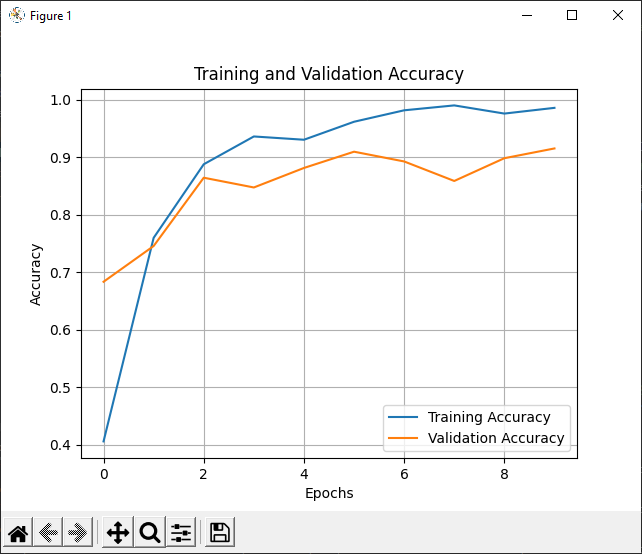 Figure 1
Training and Validation Accuracy
1.0
0.9
0.8
0.7
0.6
0.5
0.4
Accuracy
0 2 4 6 8
Epochs
Training Accuracy
Validation Accuracy